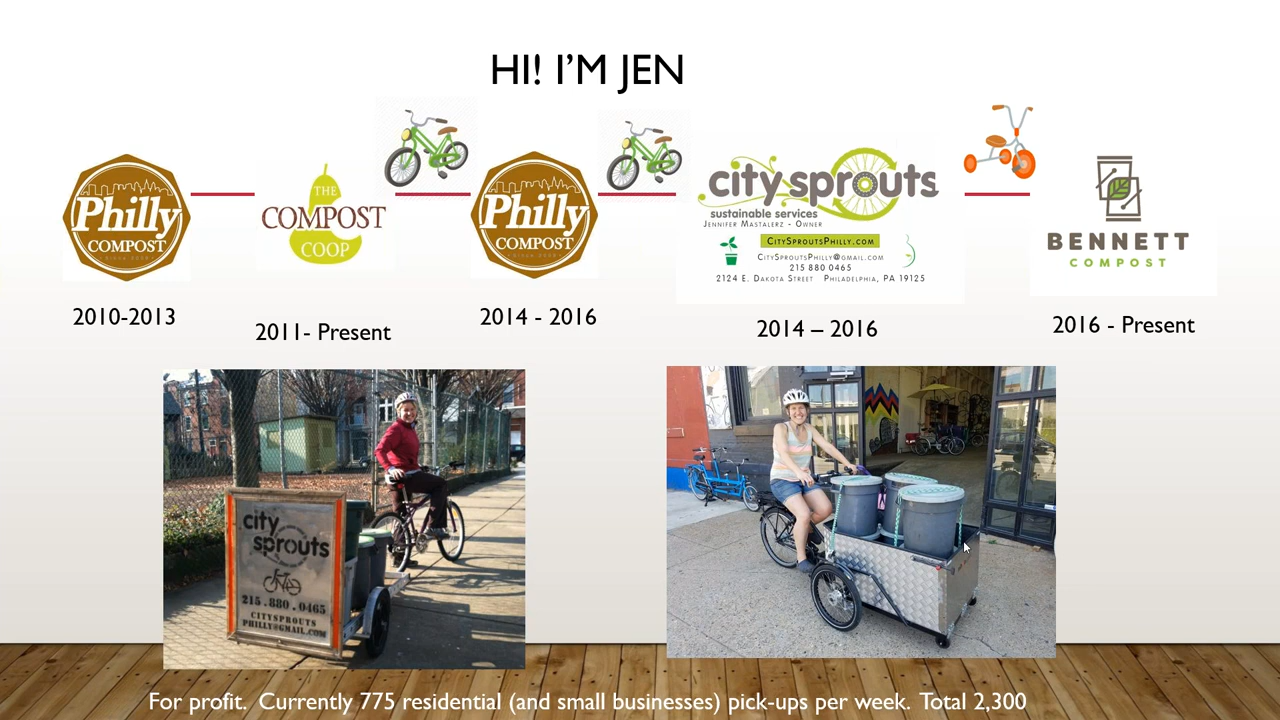 HI! I'M JEN
Philly
COMPOST
Since
2010-2013
THE
COMPOST
COOP
2011- Present
Philly
COMPOST
Since
2014 - 2016
city sprouts
sustainable services
JENNIFER MASTALERZ - OWNER
CITYSPROUTSPHILLY.COM
CITYSPROUTSPHILLY@GMAIL.COM
215 880 0465
2124 E. DAKOTA STREET PHILADELPHIA, PA 19125
2014 – 2016
BENNETT
COMPOST
2016 - Present
city
sprouts
215.880.0465
CITYSPROUTS
PHILLY@GMAIL.COM
For profit. Currently 775 residential (and small businesses) pick-ups per week. Total 2,300